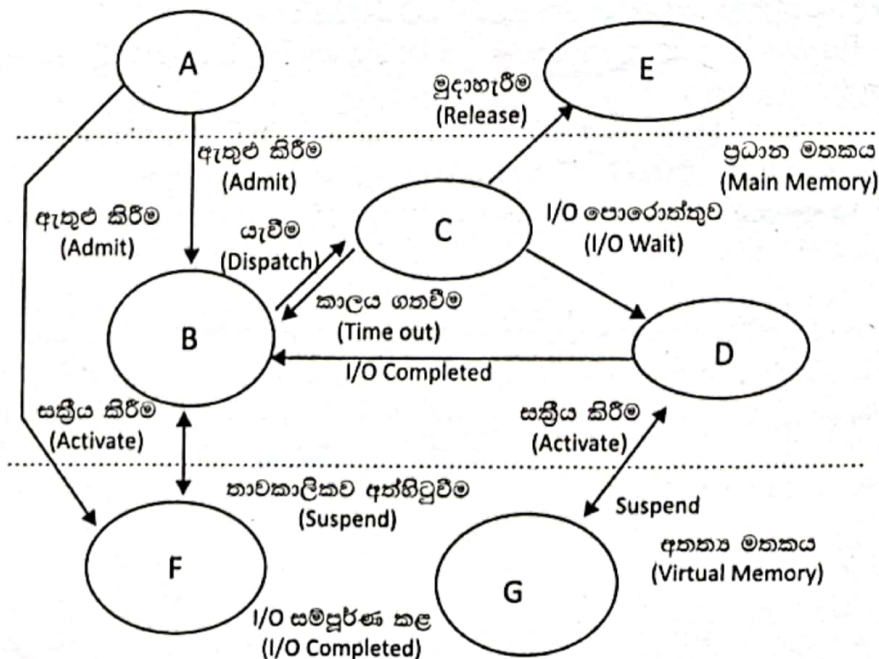 A
E
මුදාහැරීම
(Release)
ඇතුළු කිරීම
(Admit)
ප්‍රධාන මතකය
(Main Memory)
ඇතුළු කිරීම
(Admit)
යැවීම
(Dispatch)
C
I/O පොරොත්තුව
(I/O Wait)
කාලය ගතවීම
(Time out)
B
D
I/O Completed
සක්‍රීය කිරීම
(Activate)
සක්‍රීය කිරීම
(Activate)
තාවකාලිකව අත්හිටුවීම
(Suspend)
Suspend
අතත්‍ය මතකය
(Virtual Memory)
F
G
I/O සම්පූර්ණ කළ
(I/O Completed)